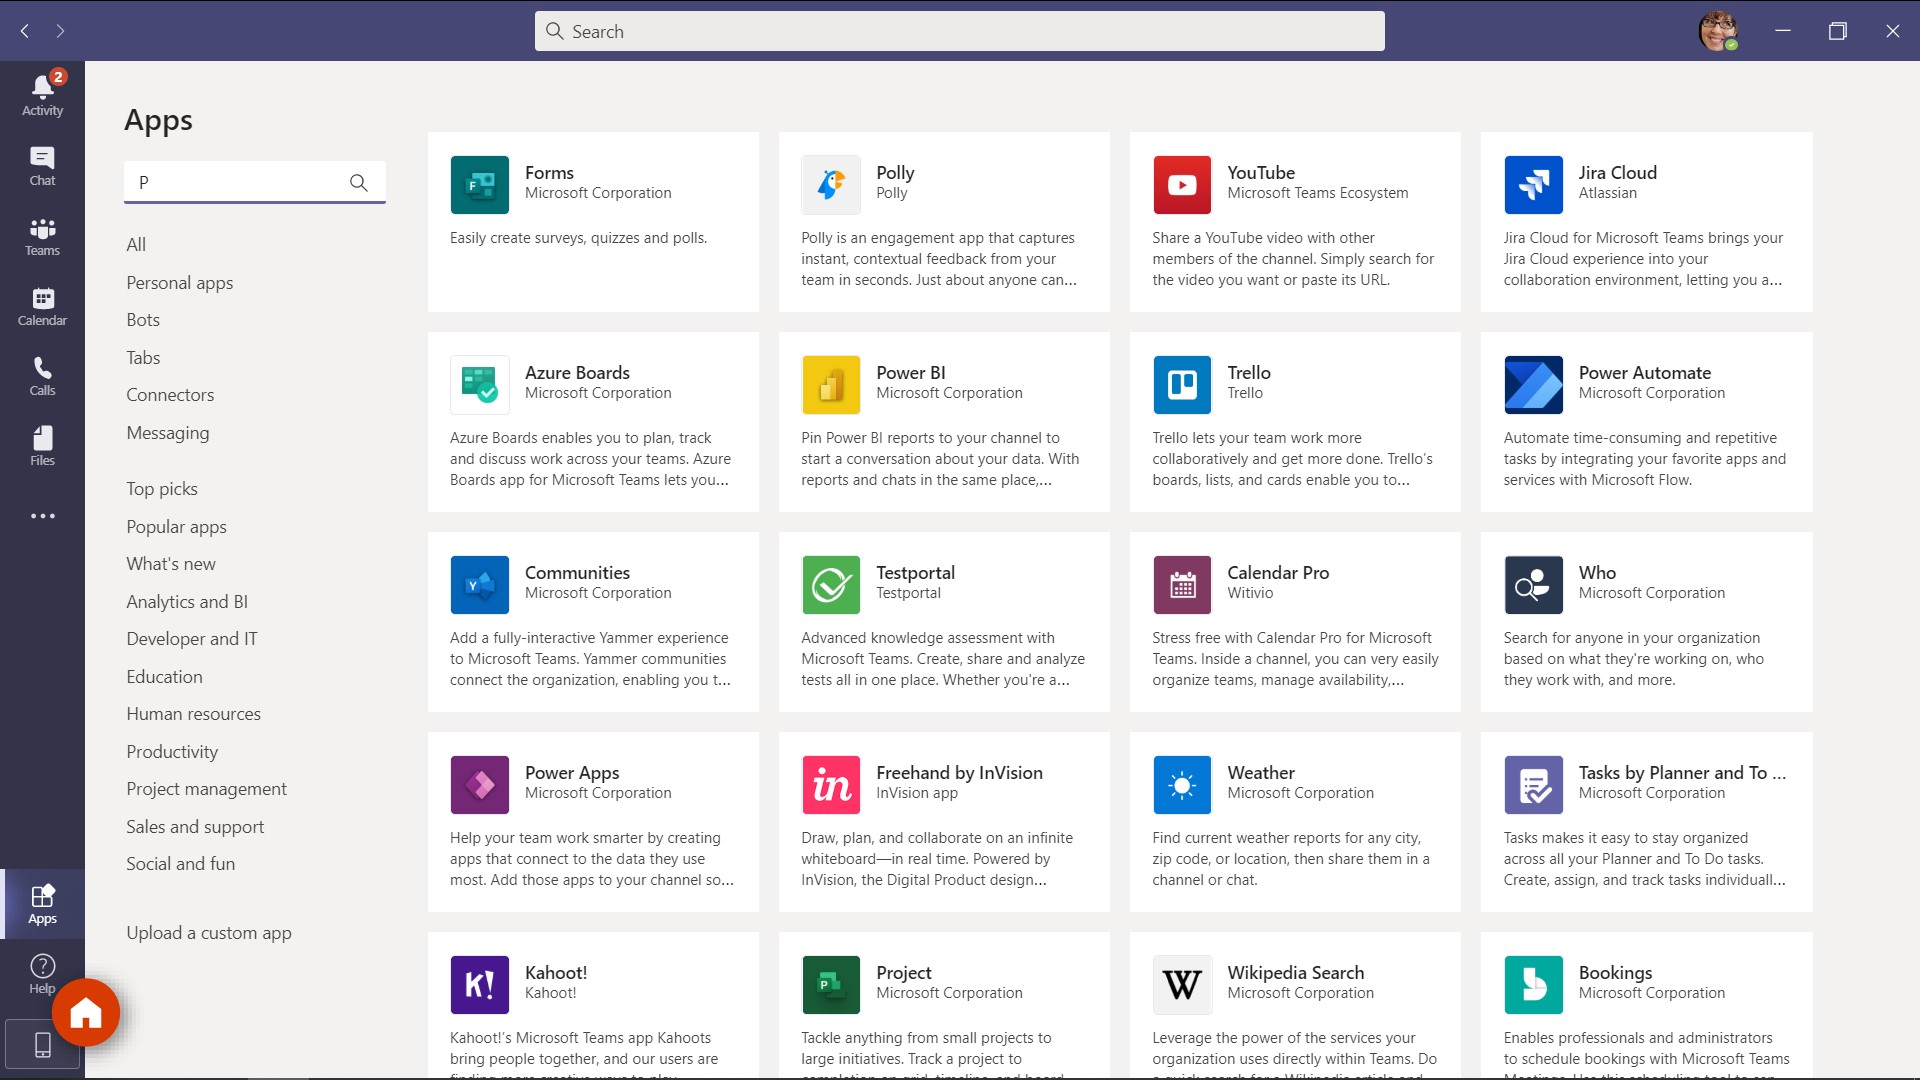 Search
2
Activity
Chat
Teams
Calendar
Calls
Files
Apps
Help
Apps
P
All
Personal apps
Bots
Tabs
Connectors
Messaging
Top picks
Popular apps
What's new
Analytics and BI
Developer and IT
Education
Human resources
Productivity
Project management
Sales and support
Social and fun
Upload a custom app
F
Forms
Microsoft Corporation
Easily create surveys, quizzes and polls.
Polly
Polly
Polly is an engagement app that captures
instant, contextual feedback from your
team in seconds. Just about anyone can...
YouTube
Microsoft Teams Ecosystem
Share a YouTube video with other
members of the channel. Simply search for
the video you want or paste its URL.
Jira Cloud
Atlassian
Jira Cloud for Microsoft Teams brings your
Jira Cloud experience into your
collaboration environment, letting you a...
Azure Boards
Microsoft Corporation
Azure Boards enables you to plan, track
and discuss work across your teams. Azure
Boards app for Microsoft Teams lets you...
Power BI
Microsoft Corporation
Pin Power BI reports to your channel to
start a conversation about your data. With
reports and chats in the same place,...
Trello
Trello
Trello lets your team work more
collaboratively and get more done. Trello's
boards, lists, and cards enable you to...
Power Automate
Microsoft Corporation
Automate time-consuming and repetitive
tasks by integrating your favorite apps and
services with Microsoft Flow.
Y
Communities
Microsoft Corporation
Add a fully-interactive Yammer experience
to Microsoft Teams. Yammer communities
connect the organization, enabling you t...
Testportal
Testportal
Advanced knowledge assessment with
Microsoft Teams. Create, share and analyze
tests all in one place. Whether you're a...
Calendar Pro
Witivio
Stress free with Calendar Pro for Microsoft
Teams. Inside a channel, you can very easily
organize teams, manage availability,...
Who
Microsoft Corporation
Search for anyone in your organization
based on what they're working on, who
they work with, and more.
Power Apps
Microsoft Corporation
Help your team work smarter by creating
apps that connect to the data they use
most. Add those apps to your channel so...
in
Freehand by InVision
InVision app
Draw, plan, and collaborate on an infinite
whiteboard—in real time. Powered by
InVision, the Digital Product design...
Weather
Microsoft Corporation
Find current weather reports for any city,
zip code, or location, then share them in a
channel or chat.
Tasks by Planner and To ...
Microsoft Corporation
Tasks makes it easy to stay organized
across all your Planner and To Do tasks.
Create, assign, and track tasks individuall...
K!
Kahoot!
Kahoot!
Kahoot!'s Microsoft Teams app Kahoots
bring people together, and our users are
P
Project
Microsoft Corporation
Tackle anything from small projects to
large initiatives. Track a project to
W
Wikipedia Search
Microsoft Corporation
Leverage the power of the services your
organization uses directly within Teams. Do
Bookings
Microsoft Corporation
Enables professionals and administrators
to schedule bookings with Microsoft Teams